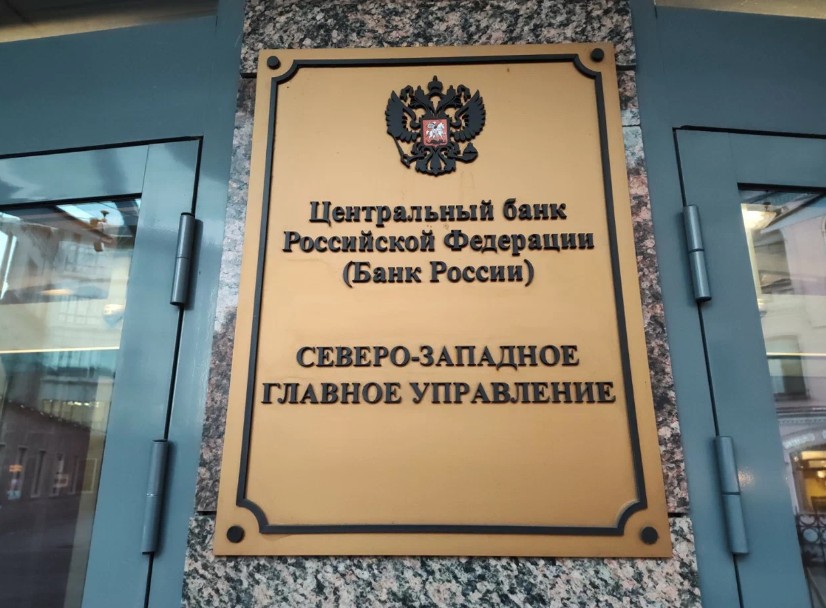 Центральный банк
Российской Федерации
(Банк России)
СЕВЕРО-ЗАПАДНОЕ
ГЛАВНОЕ УПРАВЛЕНИЕ